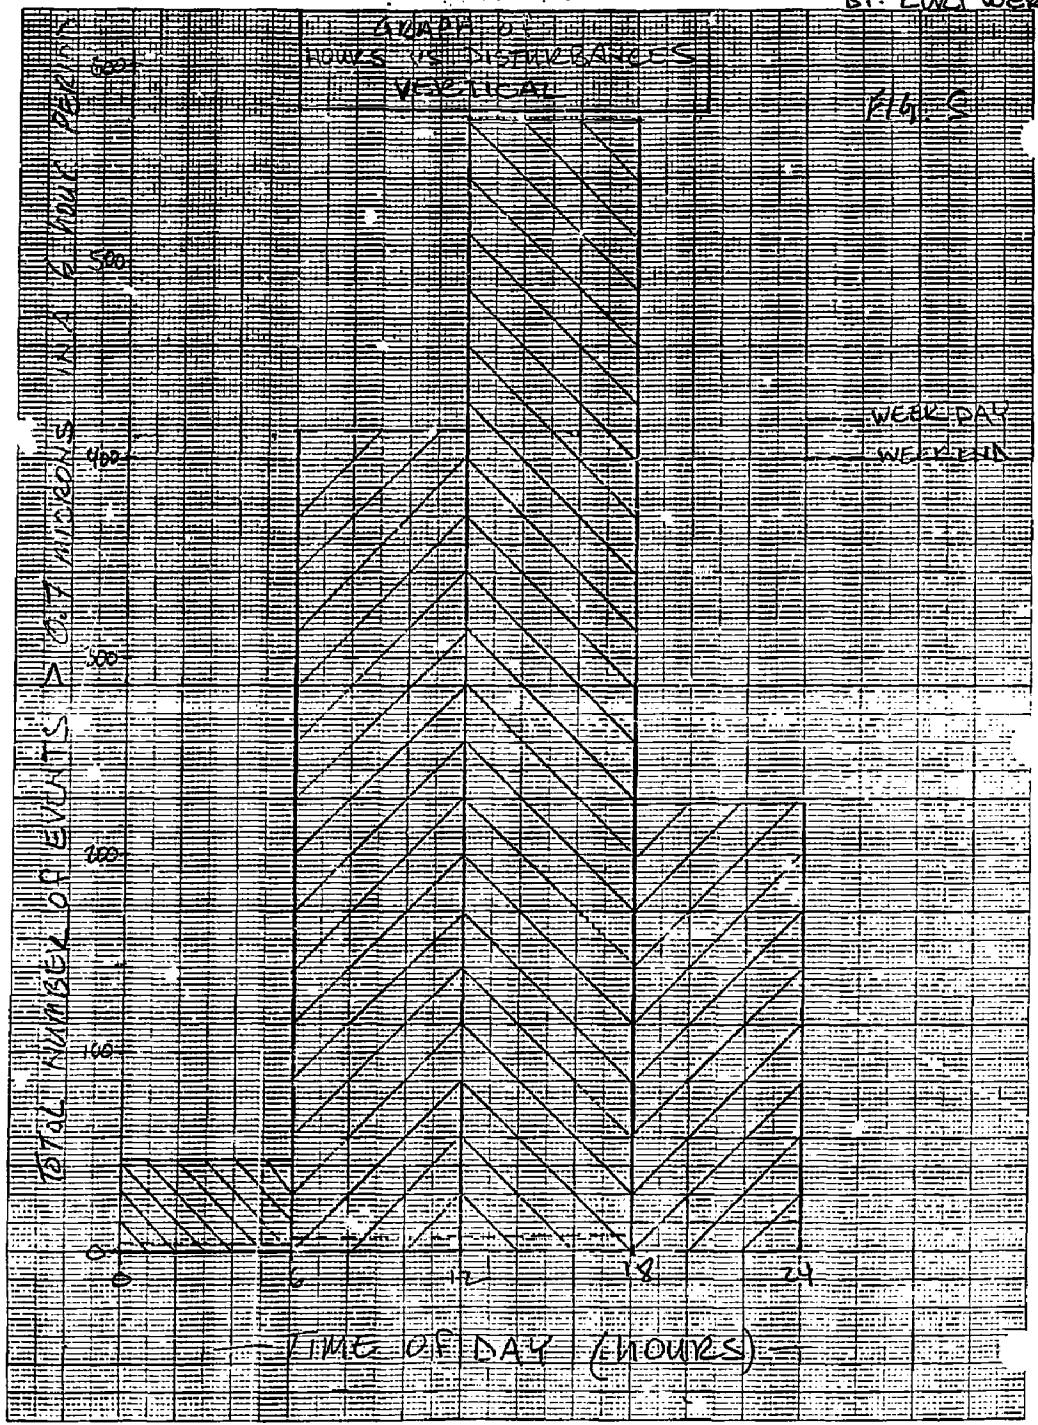 GRAPH OF
HOURS VS DISTURBANCES
VERTICAL
FIG. 5
TOTAL NUMBER OF EVENTS > 0.7 MICRONS IN A 6 HOUR PERIOD
600
500
400
300
200
100
0
WEEK DAY
WEEKEND
0 6 12 18 24
TIME OF DAY (HOURS)